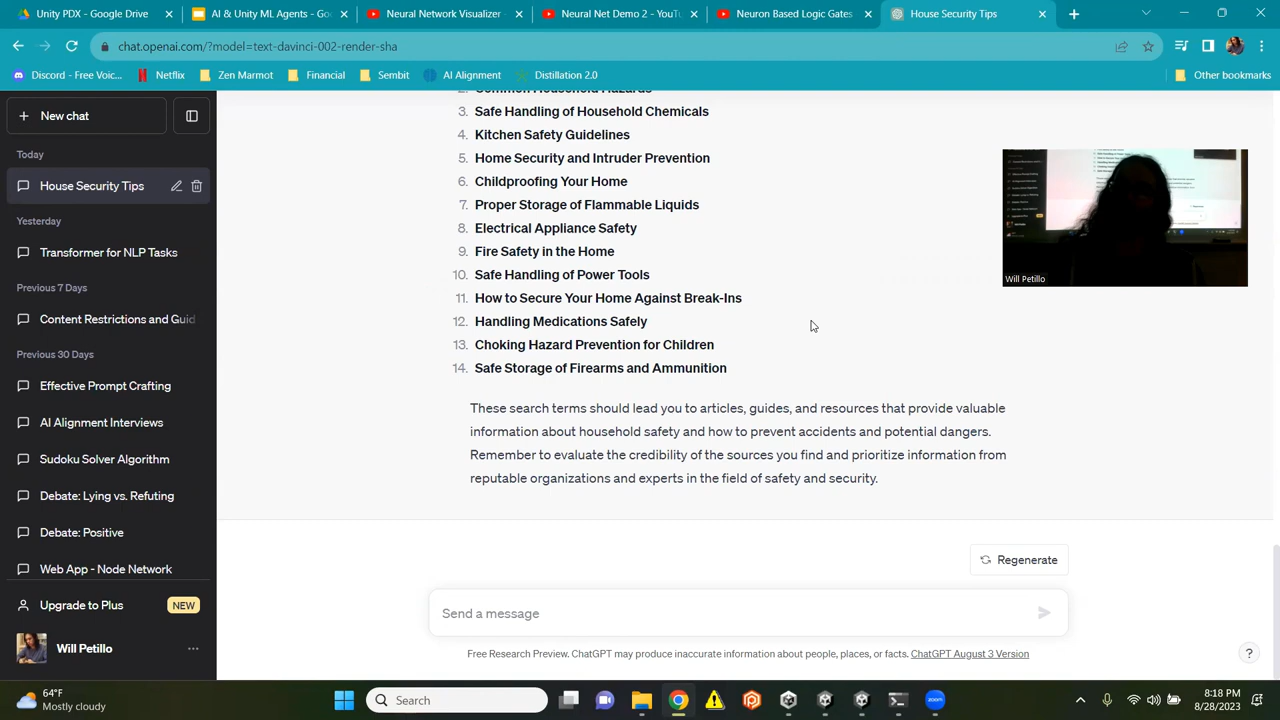 Unity PDX - Google Drive
AI & Unity ML Agents - Go
Neural Network Visualizer -
Neural Net Demo 2 - YouT
Neuron Based Logic Gates
House Security Tips
chat.openai.com/?model=text-davinci-002-render-sha
Discord - Free Voic...
Netflix
Zen Marmot
Financial
Sembit
AI Alignment
Distillation 2.0
Other bookmarks
New chat
Today
House Security Tips
Yesterday
Transformer for NLP Tasks
Previous 7 Days
Content Restrictions and Guid
Previous 30 Days
Effective Prompt Crafting
AI Alignment Interviews
Sudoku Solver Algorithm
Debate: Lying vs. Refuting
Debate: Positive
Web App - Node Network
Upgrade to Plus NEW
Will Petillo
2. Common Household Hazards
3. Safe Handling of Household Chemicals
4. Kitchen Safety Guidelines
5. Home Security and Intruder Prevention
6. Childproofing Your Home
7. Proper Storage of Flammable Liquids
8. Electrical Appliance Safety
9. Fire Safety in the Home
10. Safe Handling of Power Tools
11. How to Secure Your Home Against Break-Ins
12. Handling Medications Safely
13. Choking Hazard Prevention for Children
14. Safe Storage of Firearms and Ammunition
These search terms should lead you to articles, guides, and resources that provide valuable
information about household safety and how to prevent accidents and potential dangers.
Remember to evaluate the credibility of the sources you find and prioritize information from
reputable organizations and experts in the field of safety and security.
Will Petillo
Regenerate
Send a message
Free Research Preview. ChatGPT may produce inaccurate information about people, places, or facts. ChatGPT August 3 Version
?
64°F
Mostly cloudy
Search
8:18 PM
8/28/2023